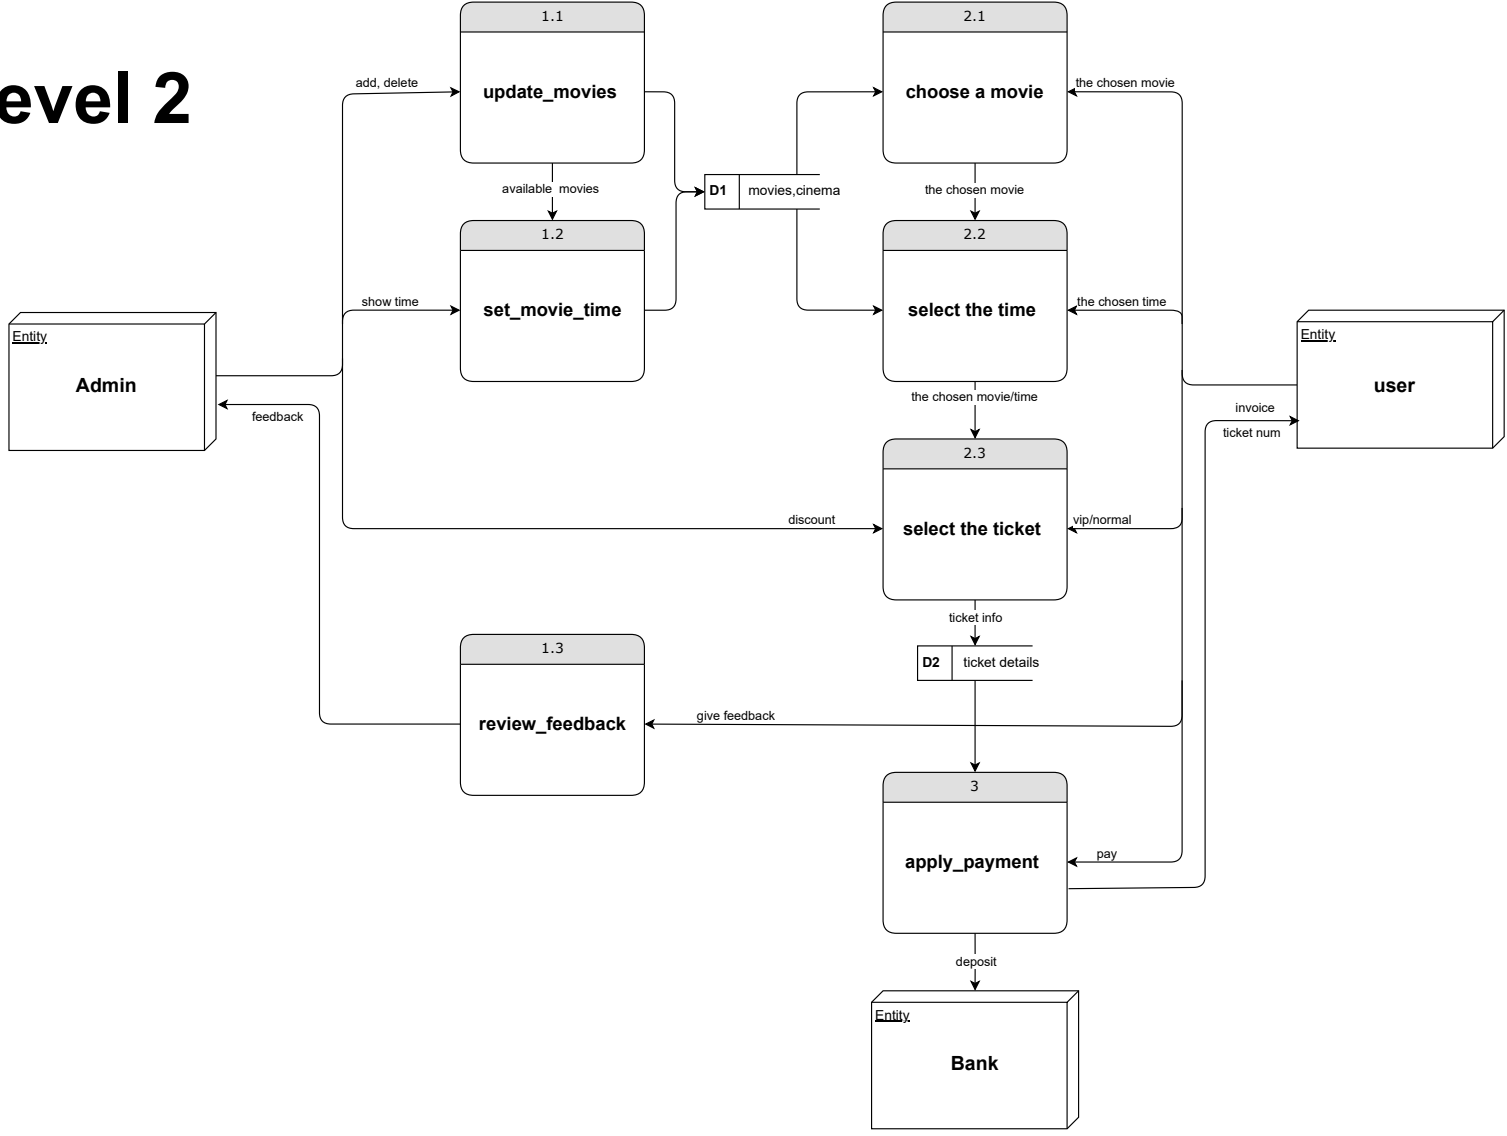 1.1
2.1
evel 2
add, delete
update_movies
choose a movie
the chosen movie
available  movies
D1
movies,cinema
the chosen movie
1.2
2.2
show time
set_movie_time
select the time
the chosen time
Entity
Admin
Entity
user
the chosen movie/time
feedback
invoice
ticket num
2.3
discount
select the ticket
vip/normal
ticket info
D2
ticket details
1.3
review_feedback
give feedback
3
apply_payment
pay
deposit
Entity
Bank